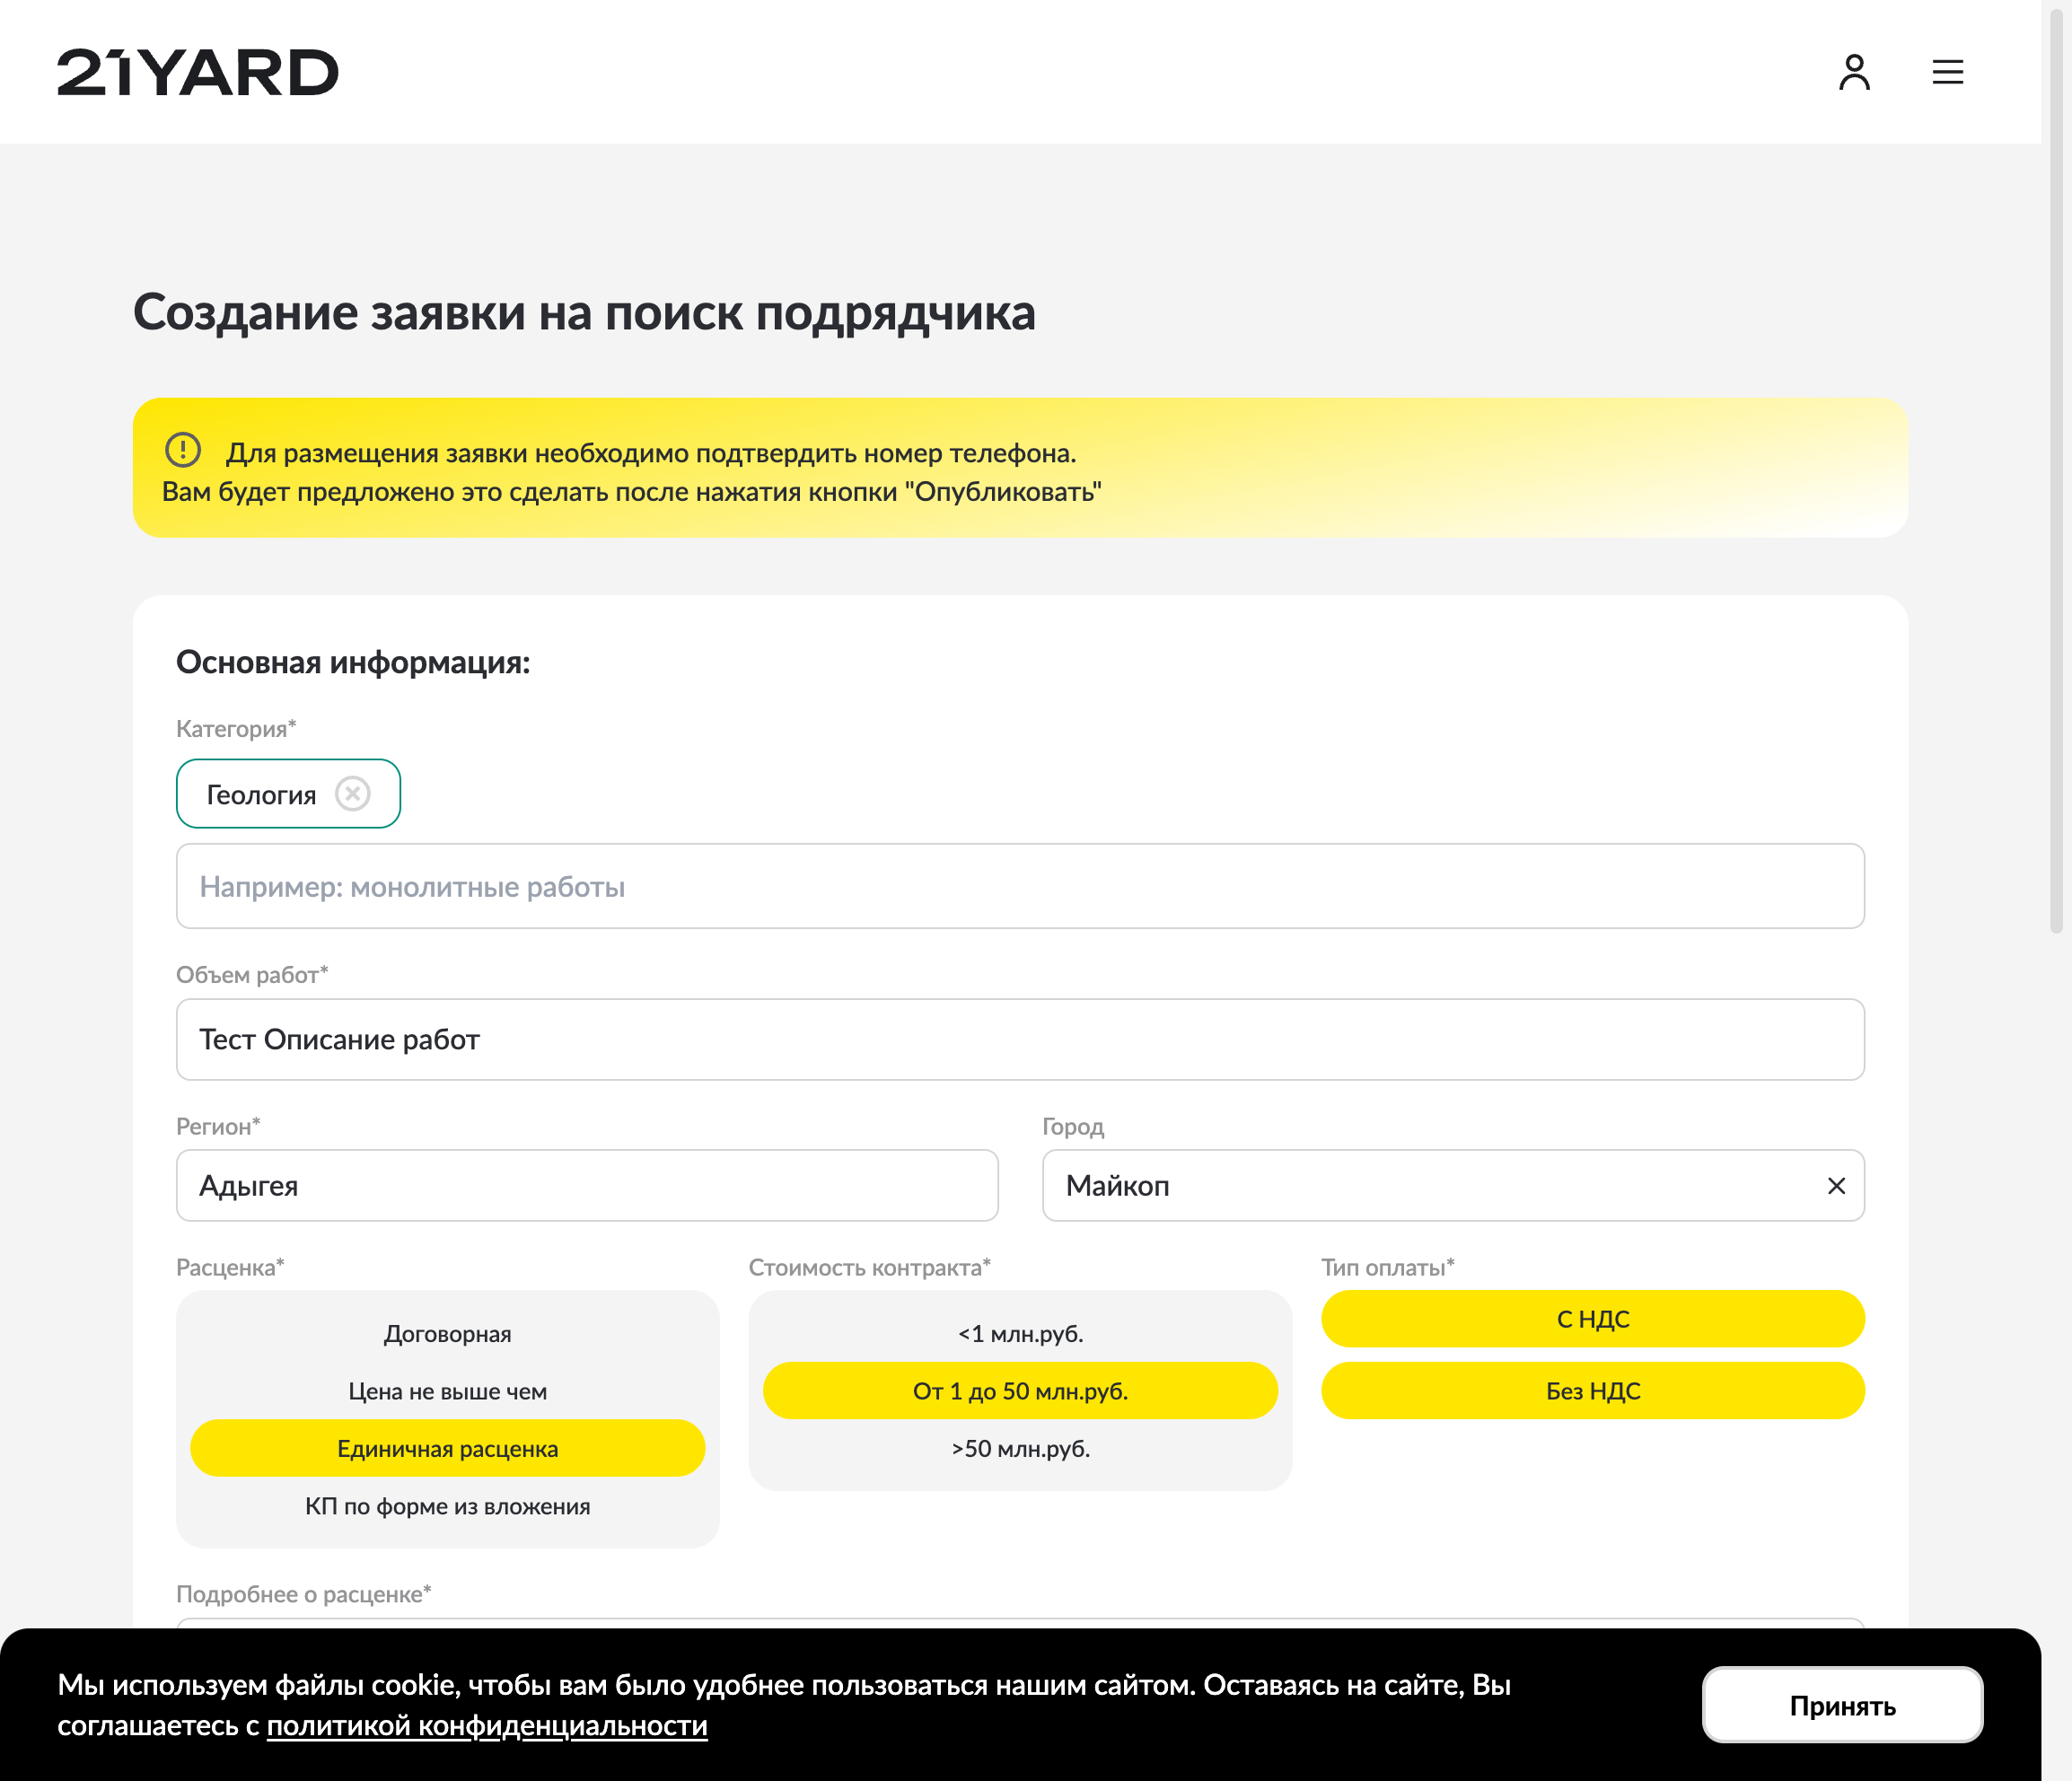 21YARD
Создание заявки на поиск подрядчика
Для размещения заявки необходимо подтвердить номер телефона.
Вам будет предложено это сделать после нажатия кнопки "Опубликовать"
Основная информация:
Категория*
Геология
Например: монолитные работы
Объем работ*
Тест Описание работ
Регион*
Город
Адыгея
Майкоп
Расценка*
Стоимость контракта*
Тип оплаты*
Договорная
Цена не выше чем
Единичная расценка
КП по форме из вложения
<1 млн.руб.
От 1 до 50 млн.руб.
>50 млн.руб.
С НДС
Без НДС
Подробнее о расценке*
Мы используем файлы cookie, чтобы вам было удобнее пользоваться нашим сайтом. Оставаясь на сайте, Вы
соглашаетесь с политикой конфиденциальности
Принять